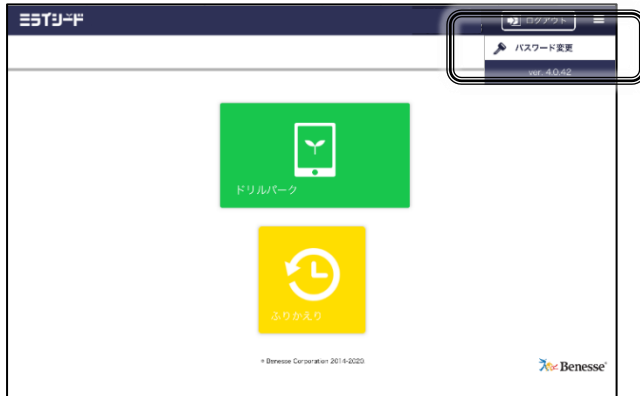 ミライシード
ログアウト
パスワード変更
ver. 4.0.42
ドリルパーク
ふりかえり
© Benesse Corporation 2014-2020.
Benesse®